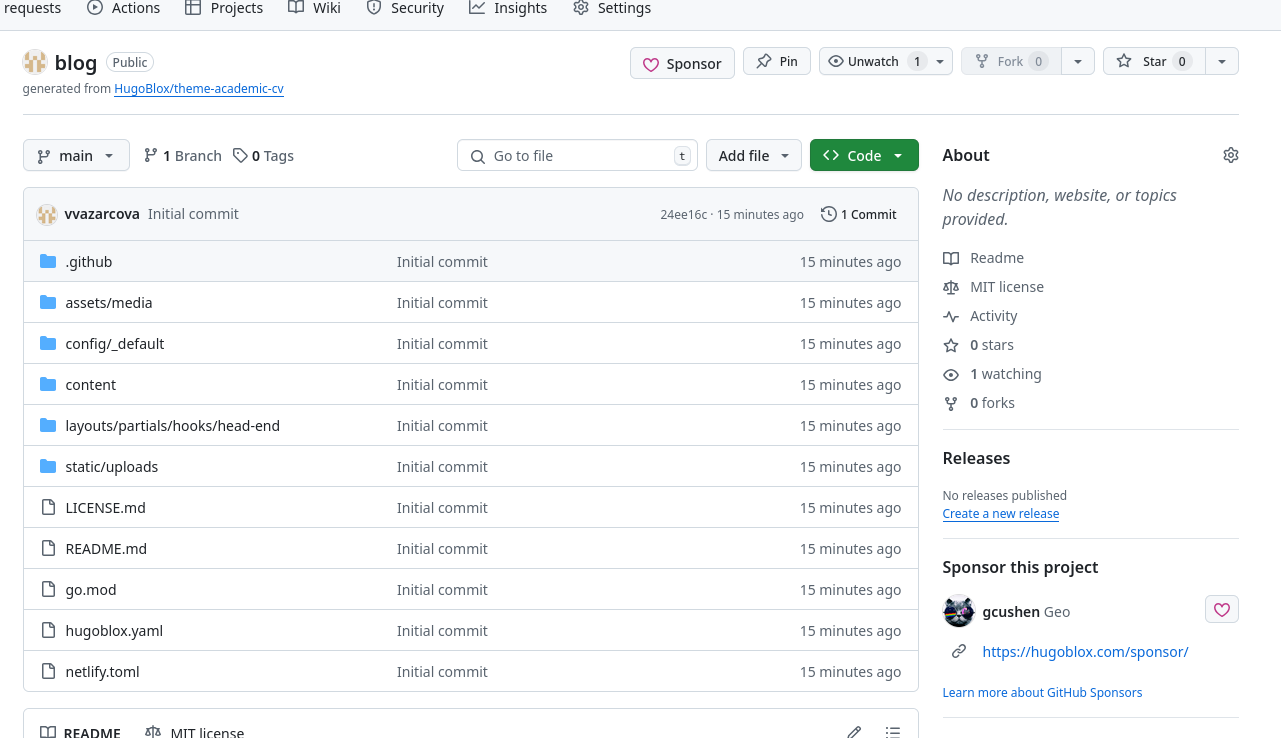 requests Actions Projects Wiki Security Insights Settings
blog Public Sponsor Pin Unwatch 1 Fork 0 Star 0
generated from HugoBlox/theme-academic-cv
main 1 Branch 0 Tags Go to file t Add file Code
vvazarcova Initial commit 24ee16c · 15 minutes ago 1 Commit
.github Initial commit 15 minutes ago
assets/media Initial commit 15 minutes ago
config/_default Initial commit 15 minutes ago
content Initial commit 15 minutes ago
layouts/partials/hooks/head-end Initial commit 15 minutes ago
static/uploads Initial commit 15 minutes ago
LICENSE.md Initial commit 15 minutes ago
README.md Initial commit 15 minutes ago
go.mod Initial commit 15 minutes ago
hugoblox.yaml Initial commit 15 minutes ago
netlify.toml Initial commit 15 minutes ago
README MIT license
About
No description, website, or topics
provided.
Readme
MIT license
Activity
0 stars
1 watching
0 forks
Releases
No releases published
Create a new release
Sponsor this project
gcushen Geo
https://hugoblox.com/sponsor/
Learn more about GitHub Sponsors